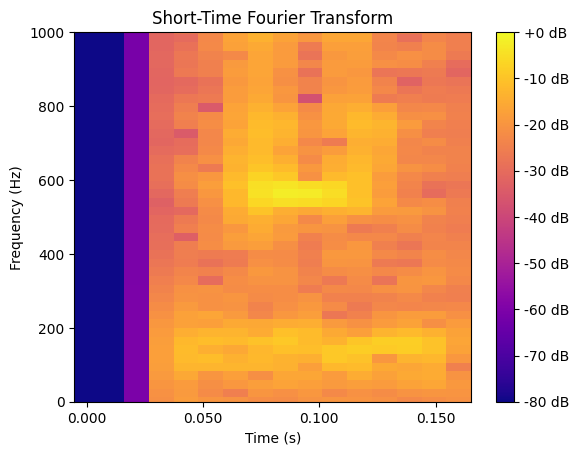 Short-Time Fourier Transform
Frequency (Hz)
1000
800
600
400
200
0
0.000
0.050
0.100
0.150
Time (s)
+0 dB
-10 dB
-20 dB
-30 dB
-40 dB
-50 dB
-60 dB
-70 dB
-80 dB